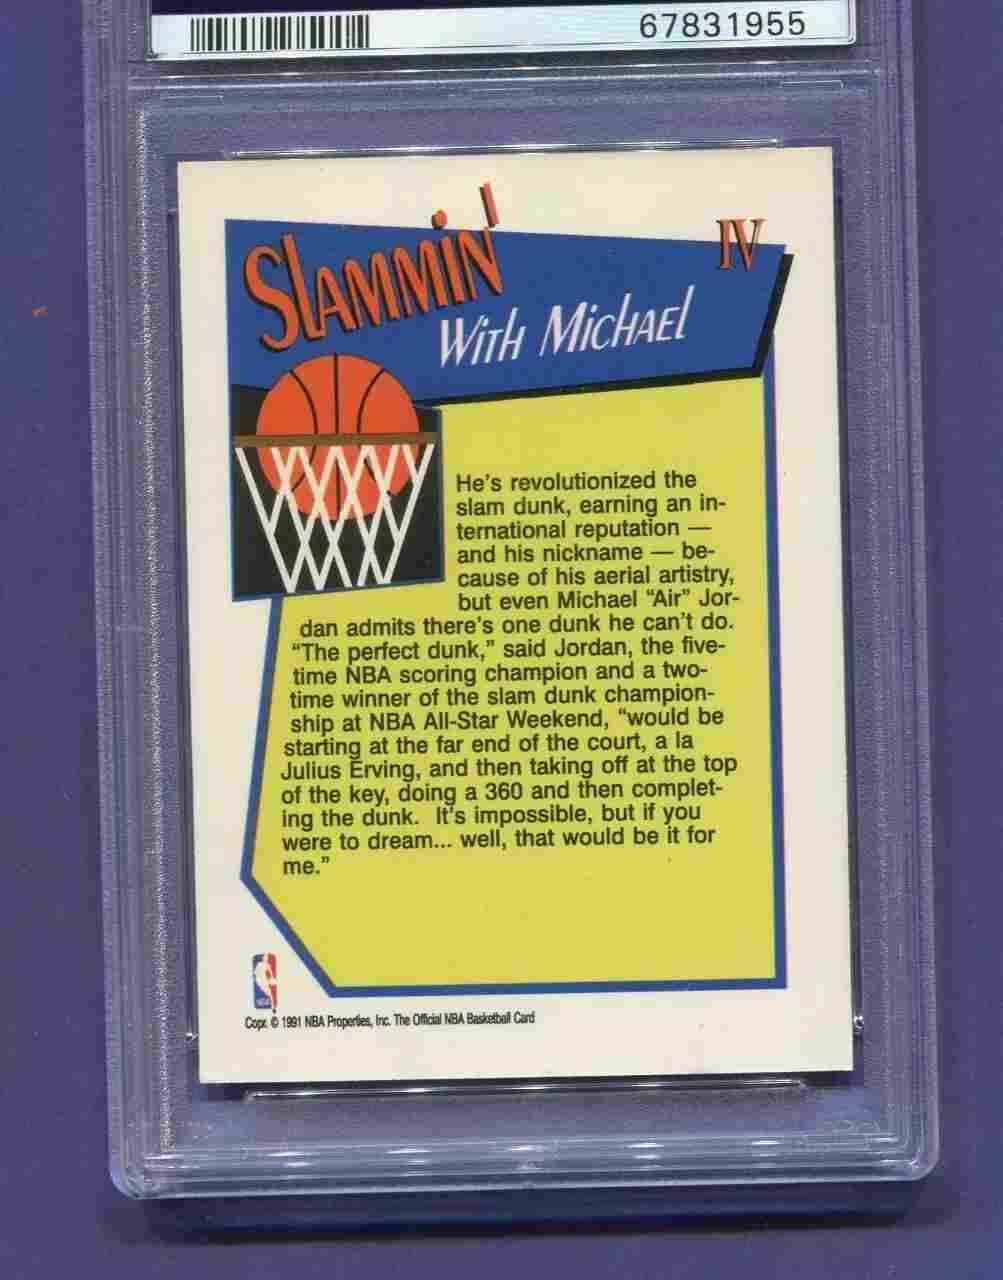 67831955
Slammin'
With Michael
IV
He's revolutionized the
slam dunk, earning an in-
ternational reputation —
and his nickname — be-
cause of his aerial artistry,
but even Michael "Air" Jor-
dan admits there's one dunk he can't do.
"The perfect dunk," said Jordan, the five-
time NBA scoring champion and a two-
time winner of the slam dunk champion-
ship at NBA All-Star Weekend, "would be
starting at the far end of the court, a la
Julius Erving, and then taking off at the top
of the key, doing a 360 and then complet-
ing the dunk. It's impossible, but if you
were to dream... well, that would be it for
me."
NBA
Copr. © 1991 NBA Properties, Inc. The Official NBA Basketball Card